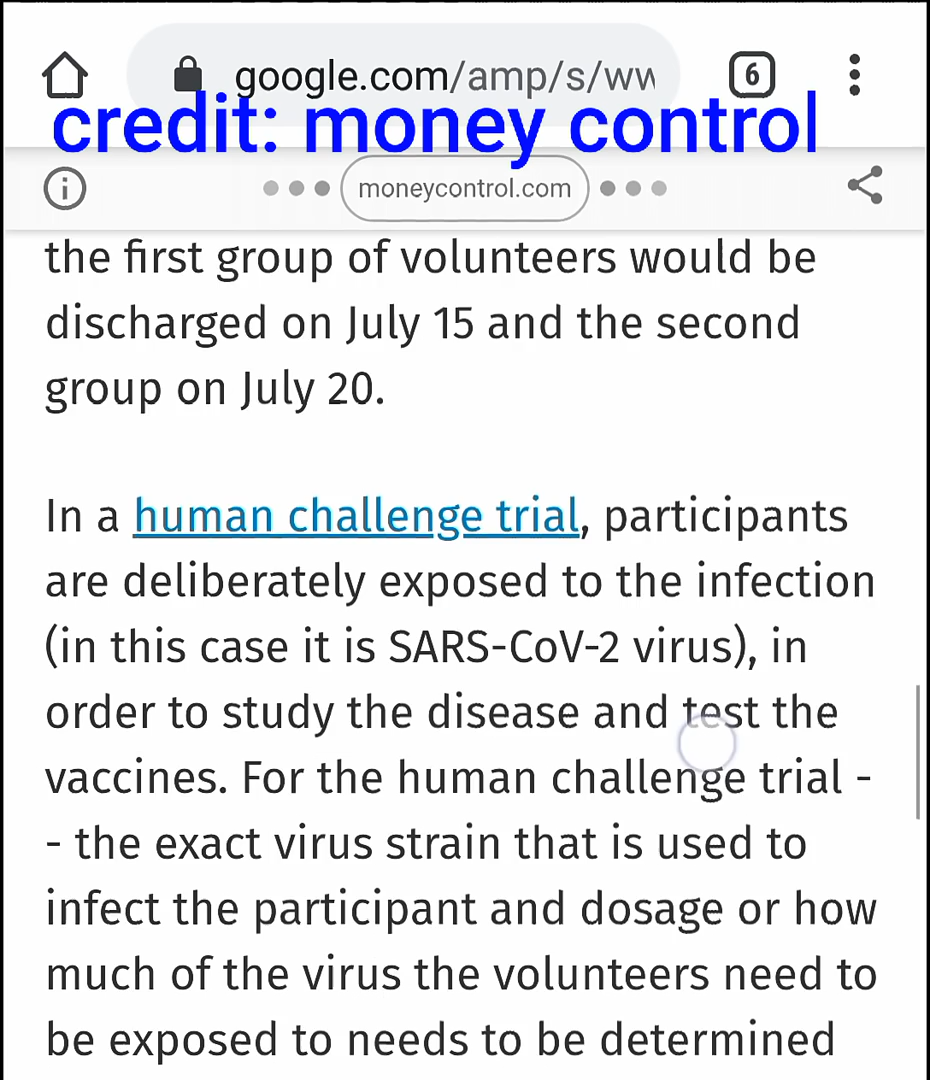 google.com/amp/s/ww
6
credit: money control
moneycontrol.com
the first group of volunteers would be
discharged on July 15 and the second
group on July 20.
In a human challenge trial, participants
are deliberately exposed to the infection
(in this case it is SARS-CoV-2 virus), in
order to study the disease and test the
vaccines. For the human challenge trial -
- the exact virus strain that is used to
infect the participant and dosage or how
much of the virus the volunteers need to
be exposed to needs to be determined